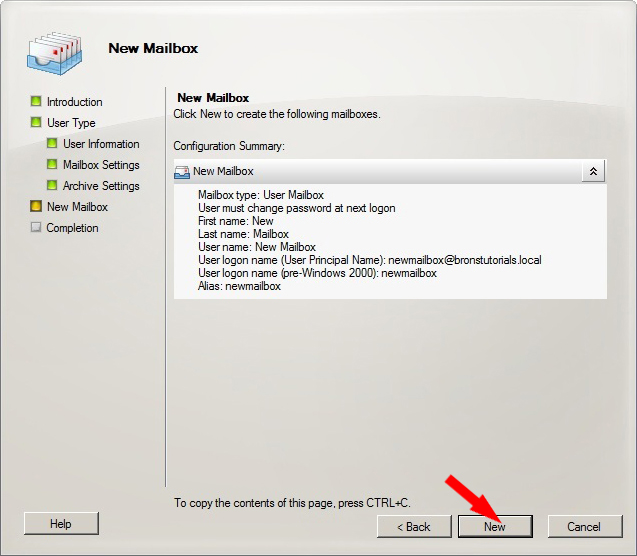 New Mailbox
Introduction
User Type
User Information
Mailbox Settings
Archive Settings
New Mailbox
Completion
New Mailbox
Click New to create the following mailboxes.
Configuration Summary:
New Mailbox
Mailbox type: User Mailbox
User must change password at next logon
First name: New
Last name: Mailbox
User name: New Mailbox
User logon name (User Principal Name): newmailbox@bronstutorials.local
User logon name (pre-Windows 2000): newmailbox
Alias: newmailbox
To copy the contents of this page, press CTRL+C.
Help
< Back
New
Cancel